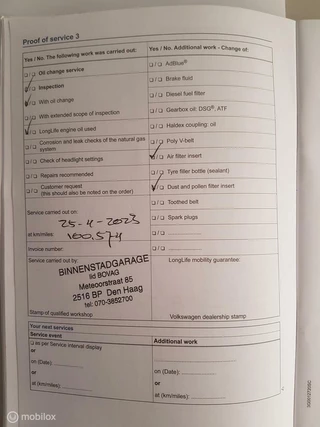 Proof of service 3
Yes / No. The following work was carried out:
□ / □ Oil change service
□ / □ Inspection
□ / □ With oil change
□ / □ With extended scope of inspection
□ / □ LongLife engine oil used
□ / □ Corrosion and leak checks of the natural gas
system
□ / □ Check of headlight settings
□ / □ Repairs recommended
□ / □ Customer request
(this should also be noted on the order)
Service carried out on:
25-4-2023
at km/miles: 100.574
Invoice number:
Service carried out by:
BINNENSTADGARAGE
lid BOVAG
Meteoorstraat 85
2516 BP Den Haag
tel: 070-3852700
Stamp of qualified workshop
Yes / No. Additional work - Change of:
□ / □ AdBlue®
□ / □ Brake fluid
□ / □ Diesel fuel filter
□ / □ Gearbox oil: DSG®, ATF
□ / □ Haldex coupling: oil
□ / □ Poly V-belt
□ / □ Air filter insert
□ / □ Tyre filler bottle (sealant)
□ / □ Dust and pollen filter insert
□ / □ Toothed belt
□ / □ Spark plugs
□ / □
□ / □
LongLife mobility guarantee:
Volkswagen dealership stamp
Your next services
Service event
□ as per Service interval display
or
on (Date):
or
at (km/miles):
Additional work
on (Date):
or
at (km/miles):
mobilox